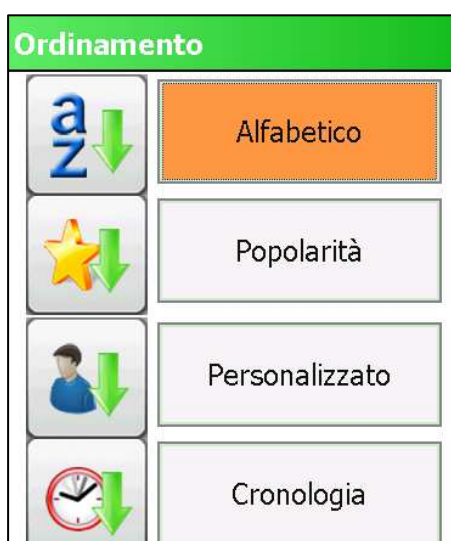 Ordinamento
a
z
Alfabetico
Popolarità
Personalizzato
Cronologia